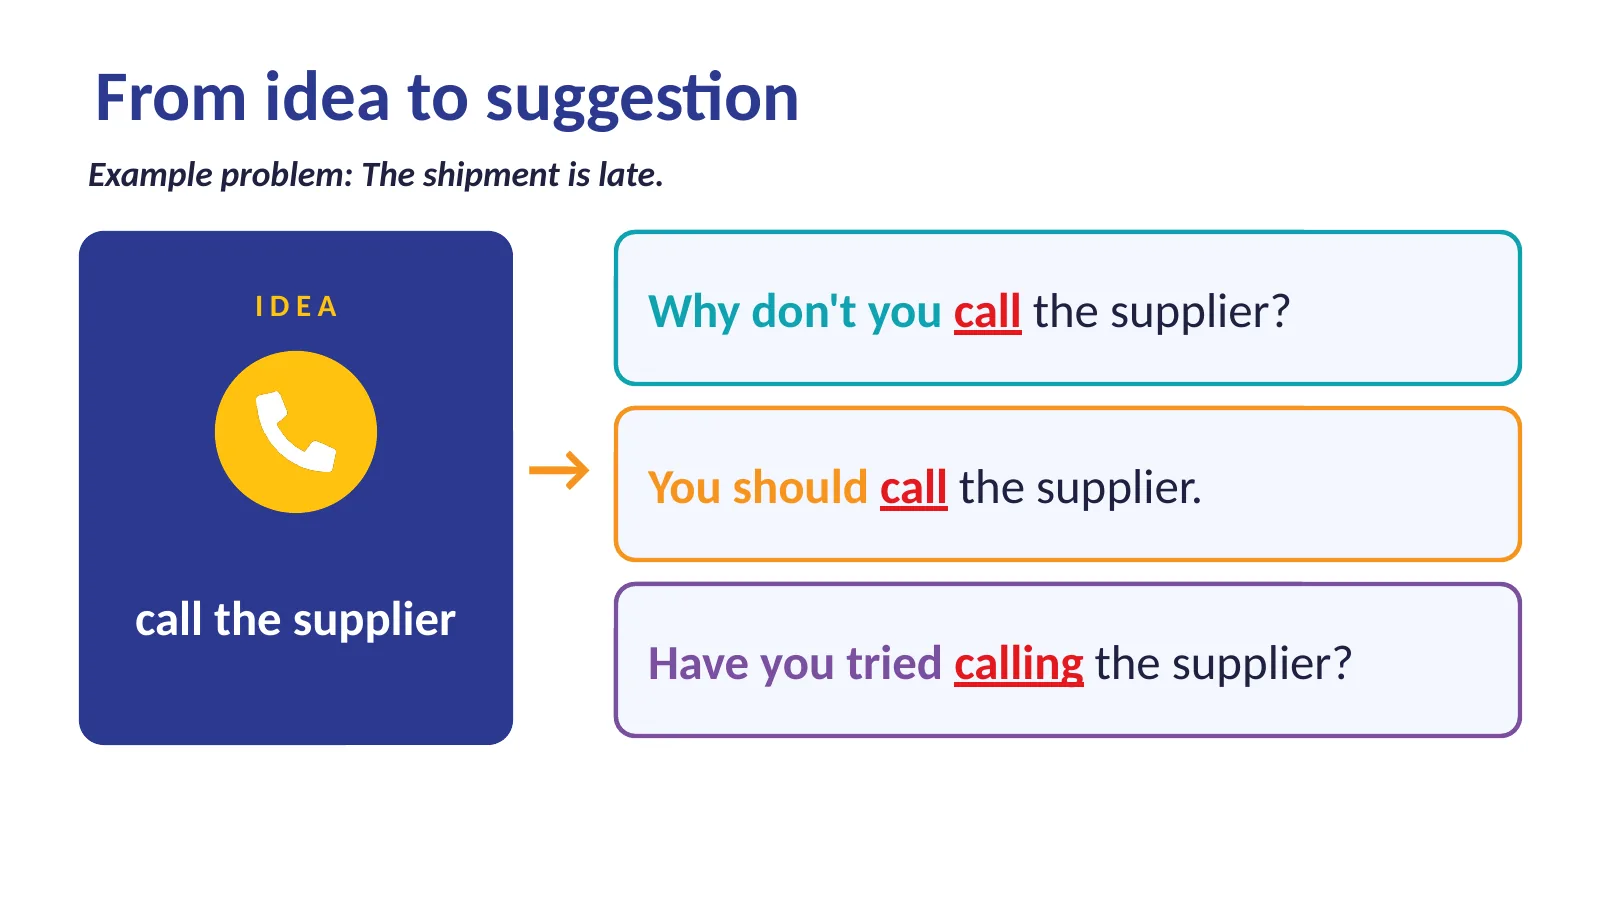 From idea to suggestion
Example problem: The shipment is late.
IDEA
call the supplier
Why don't you call the supplier?
You should call the supplier.
Have you tried calling the supplier?